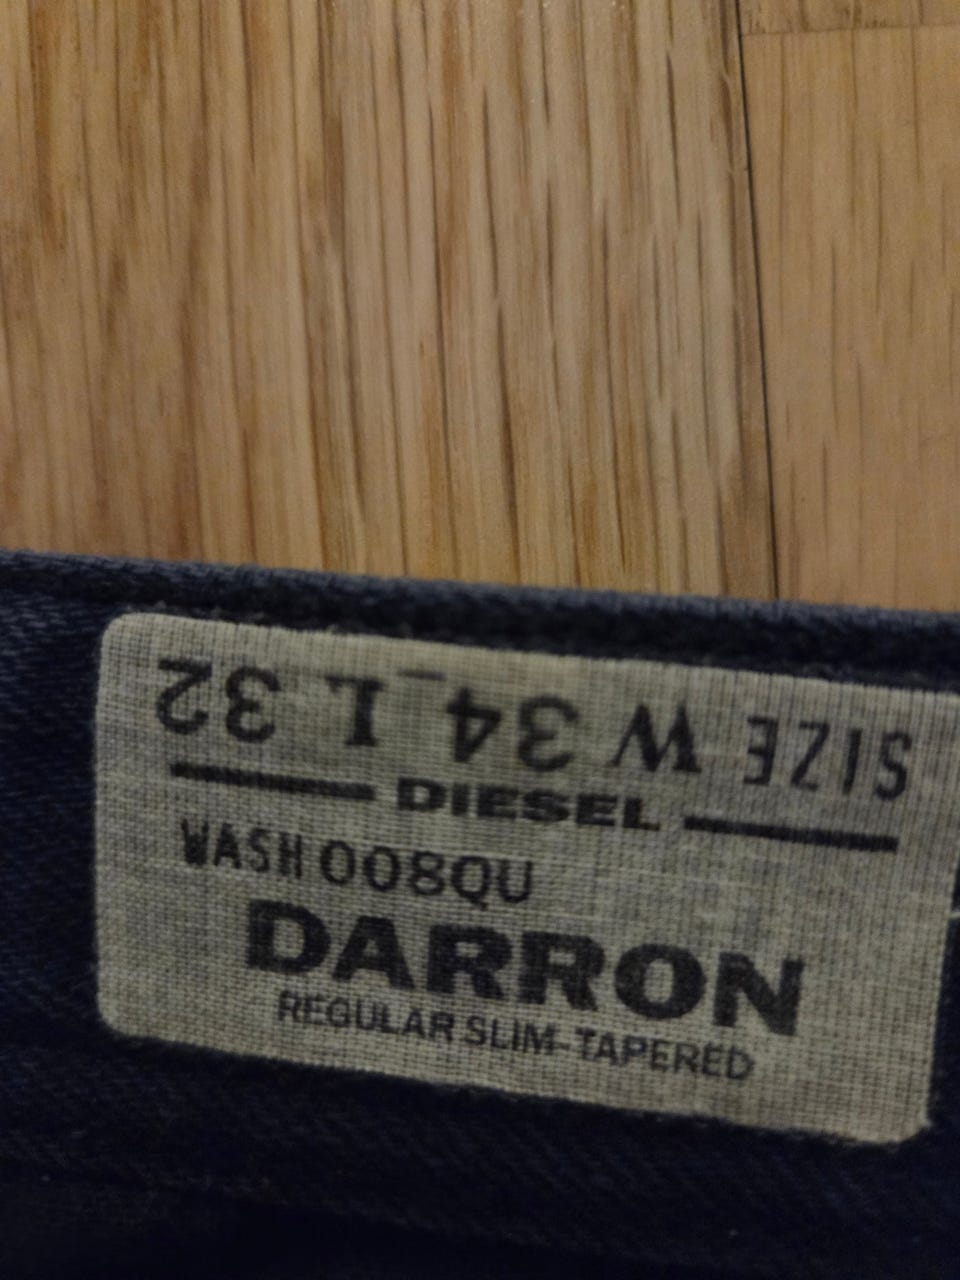 SIZE W 34 L 32
DIESEL
WASH 008QU
DARRON
REGULAR SLIM-TAPERED